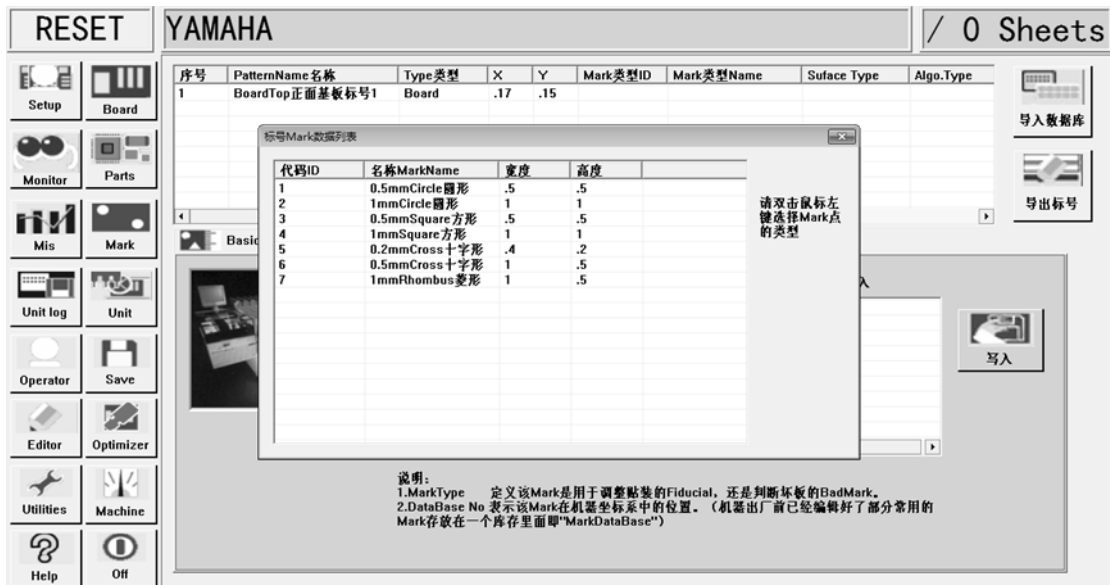 RESET
YAMAHA
/ 0 Sheets
Setup
Board
Monitor
Parts
Mis
Mark
Unit log
Unit
Operator
Save
Editor
Optimizer
Utilities
Machine
Help
Off
序号 PatternName名称 Type类型 X Y Mark类型ID Mark类型Name Suface Type Algo.Type
1 BoardTop正面基板标号1 Board .17 .15
导入数据库
导出标号
Basic
标号Mark数据列表
代码ID 名称MarkName 宽度 高度
1 0.5mmCircle圆形 .5 .5
2 1mmCircle圆形 1 1
3 0.5mmSquare方形 .5 .5
4 1mmSquare方形 1 1
5 0.2mmCross十字形 .4 .2
6 0.5mmCross十字形 1 .5
7 1mmRhombus菱形 1 .5
请双击鼠标左
键选择Mark点
的类型
写入
说明:
1.MarkType 定义该Mark是用于调整贴装的Fiducial, 还是判断坏板的BadMark。
2.DataBase No 表示该Mark在机器坐标系中的位置。(机器出厂前已经编辑好了部分常用的
Mark存放在一个库存里面即"MarkDataBase")